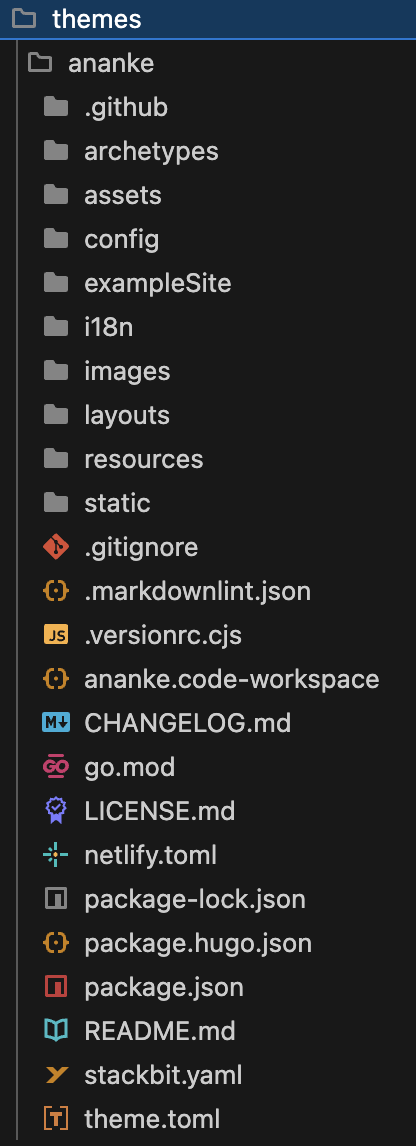 themes
ananke
.github
archetypes
assets
config
exampleSite
i18n
images
layouts
resources
static
.gitignore
.markdownlint.json
JS .versionrc.cjs
ananke.code-workspace
M CHANGELOG.md
GO go.mod
LICENSE.md
netlify.toml
package-lock.json
package.hugo.json
package.json
README.md
stackbit.yaml
T theme.toml